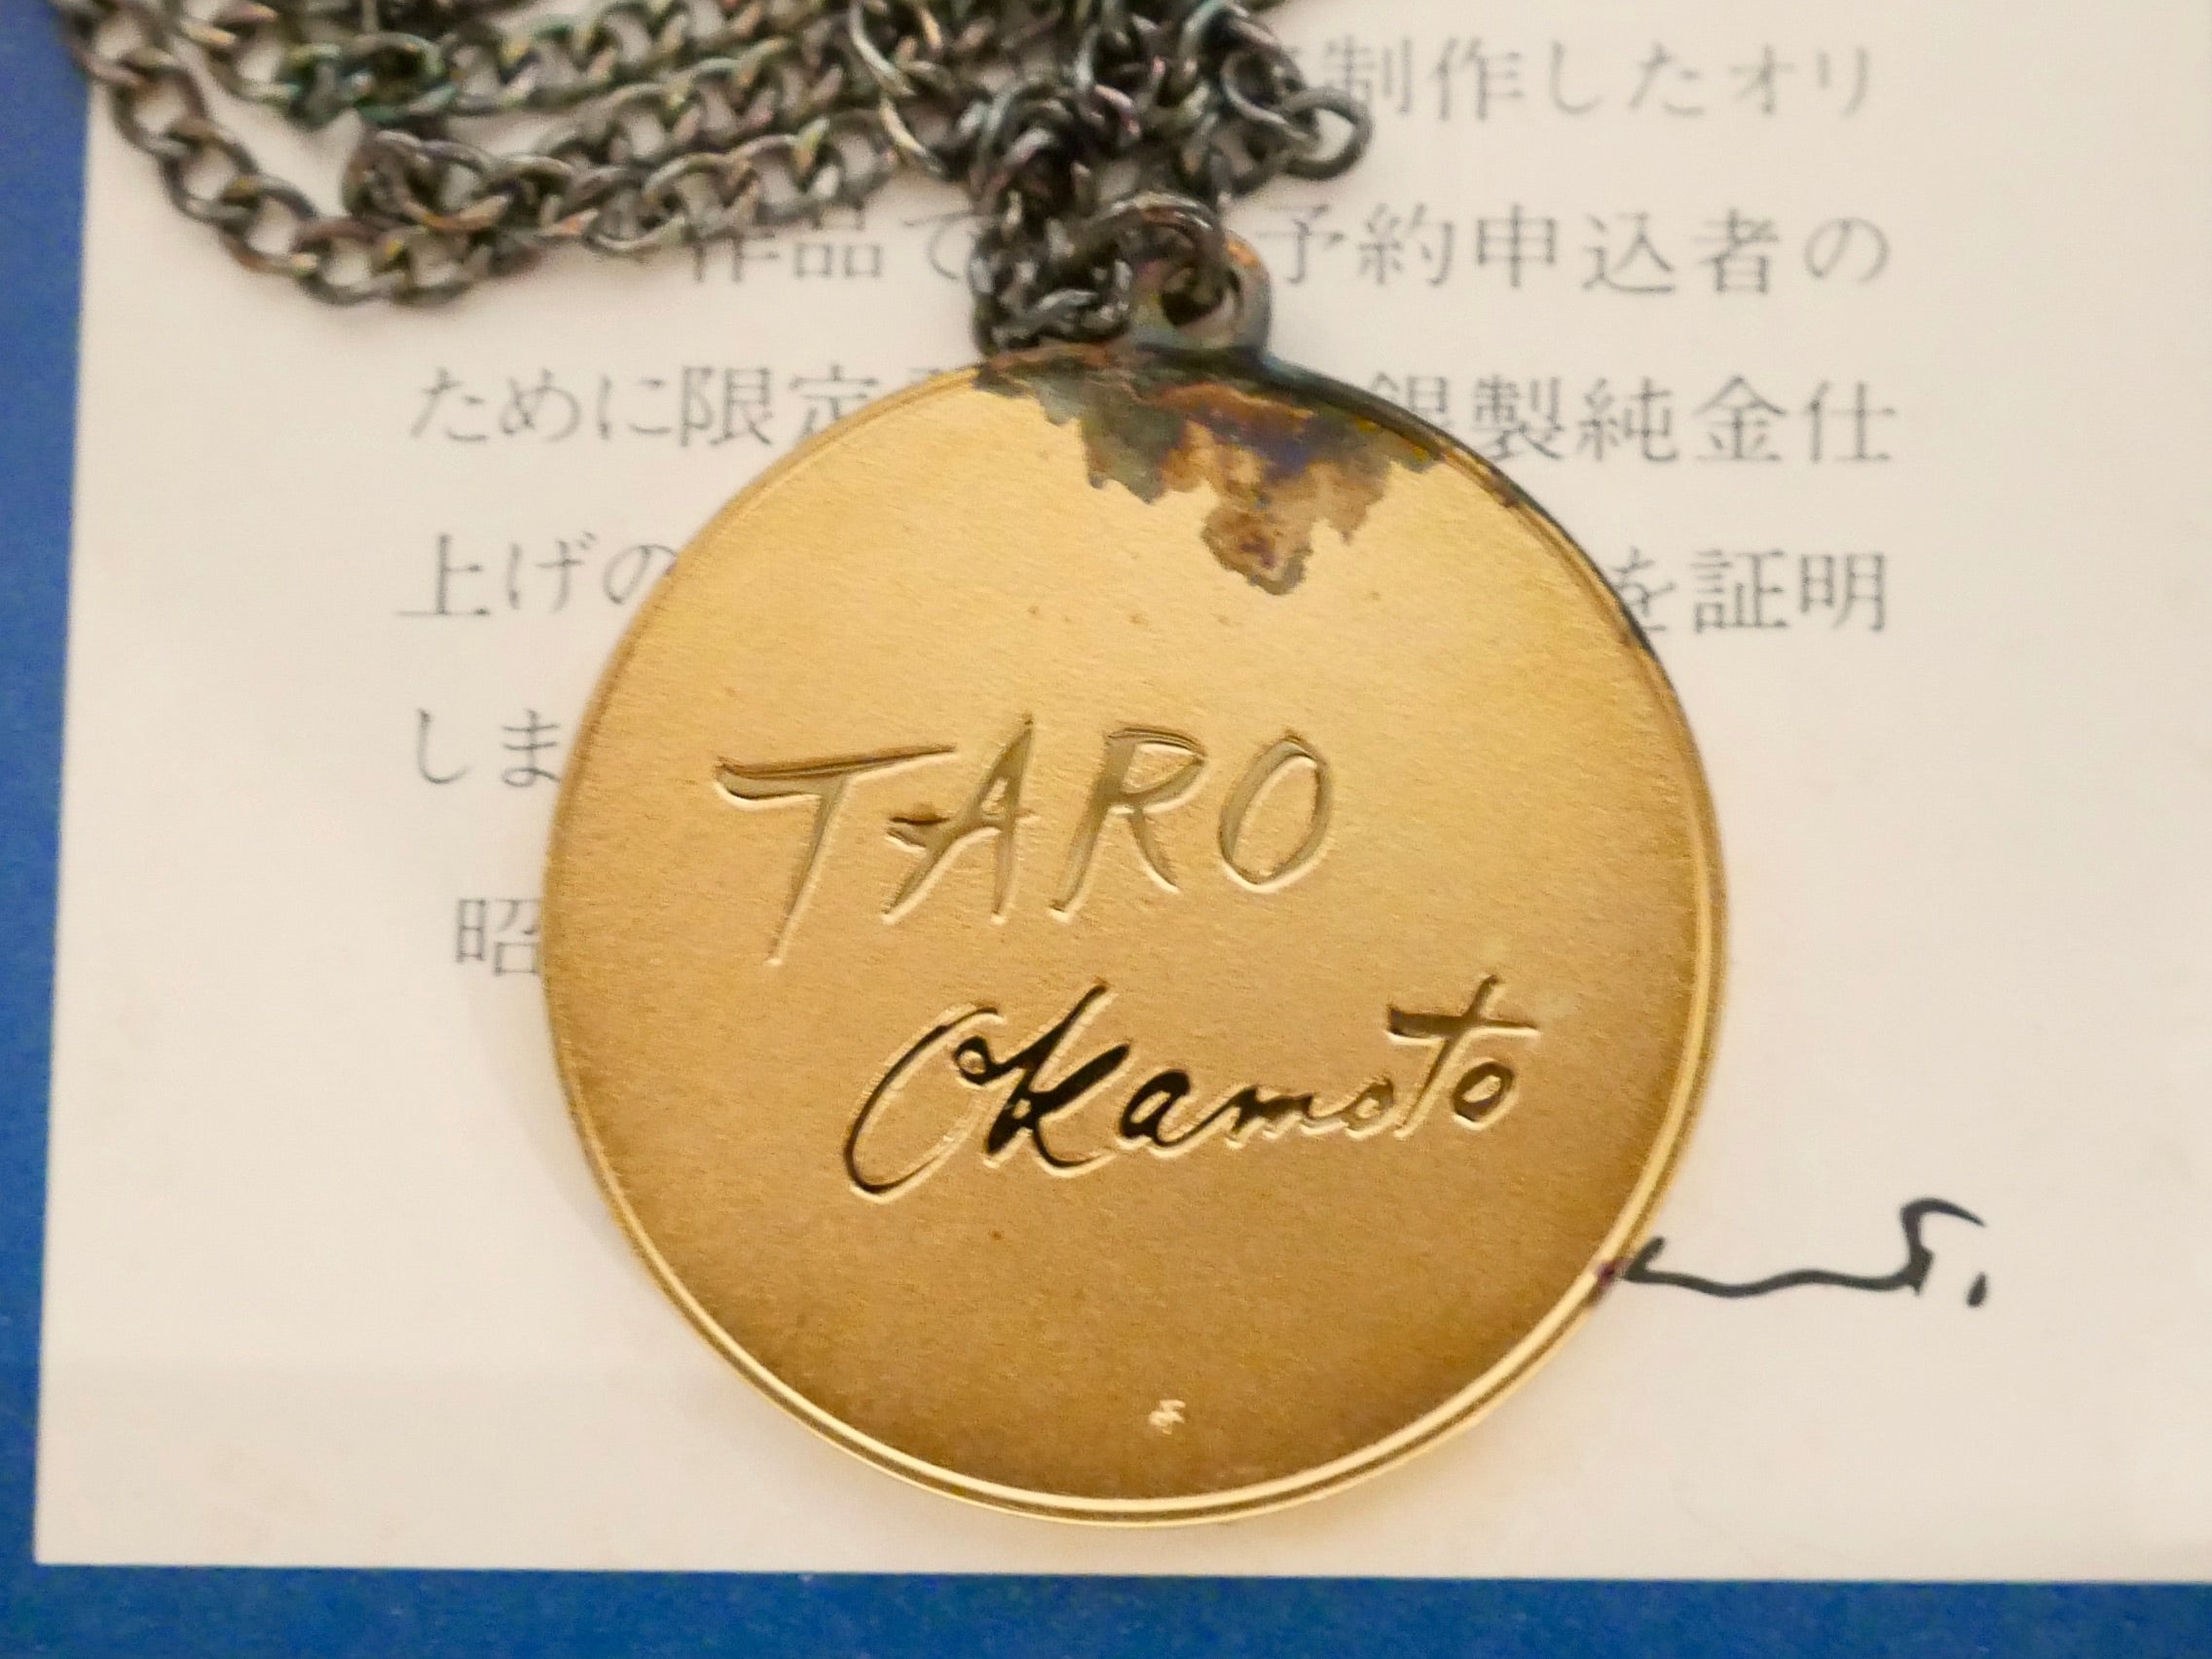 制作したオリ
作品で 予約申込者の
ために限定 銀製純金仕
上げの を証明
しま
昭
TARO
Okamoto